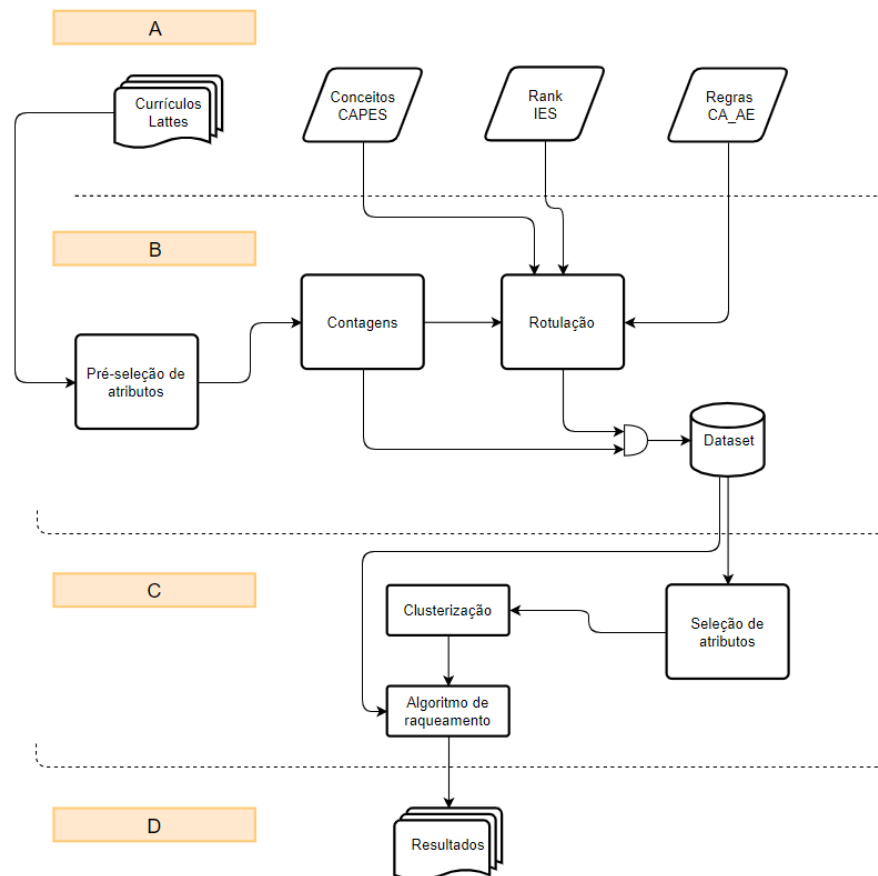 A
Currículos
Lattes
Conceitos
CAPES
Rank
IES
Regras
CA_AE
B
Contagens
Rotulação
Pré-seleção de
atributos
Dataset
C
Clusterização
Seleção de
atributos
Algoritmo de
raqueamento
D
Resultados